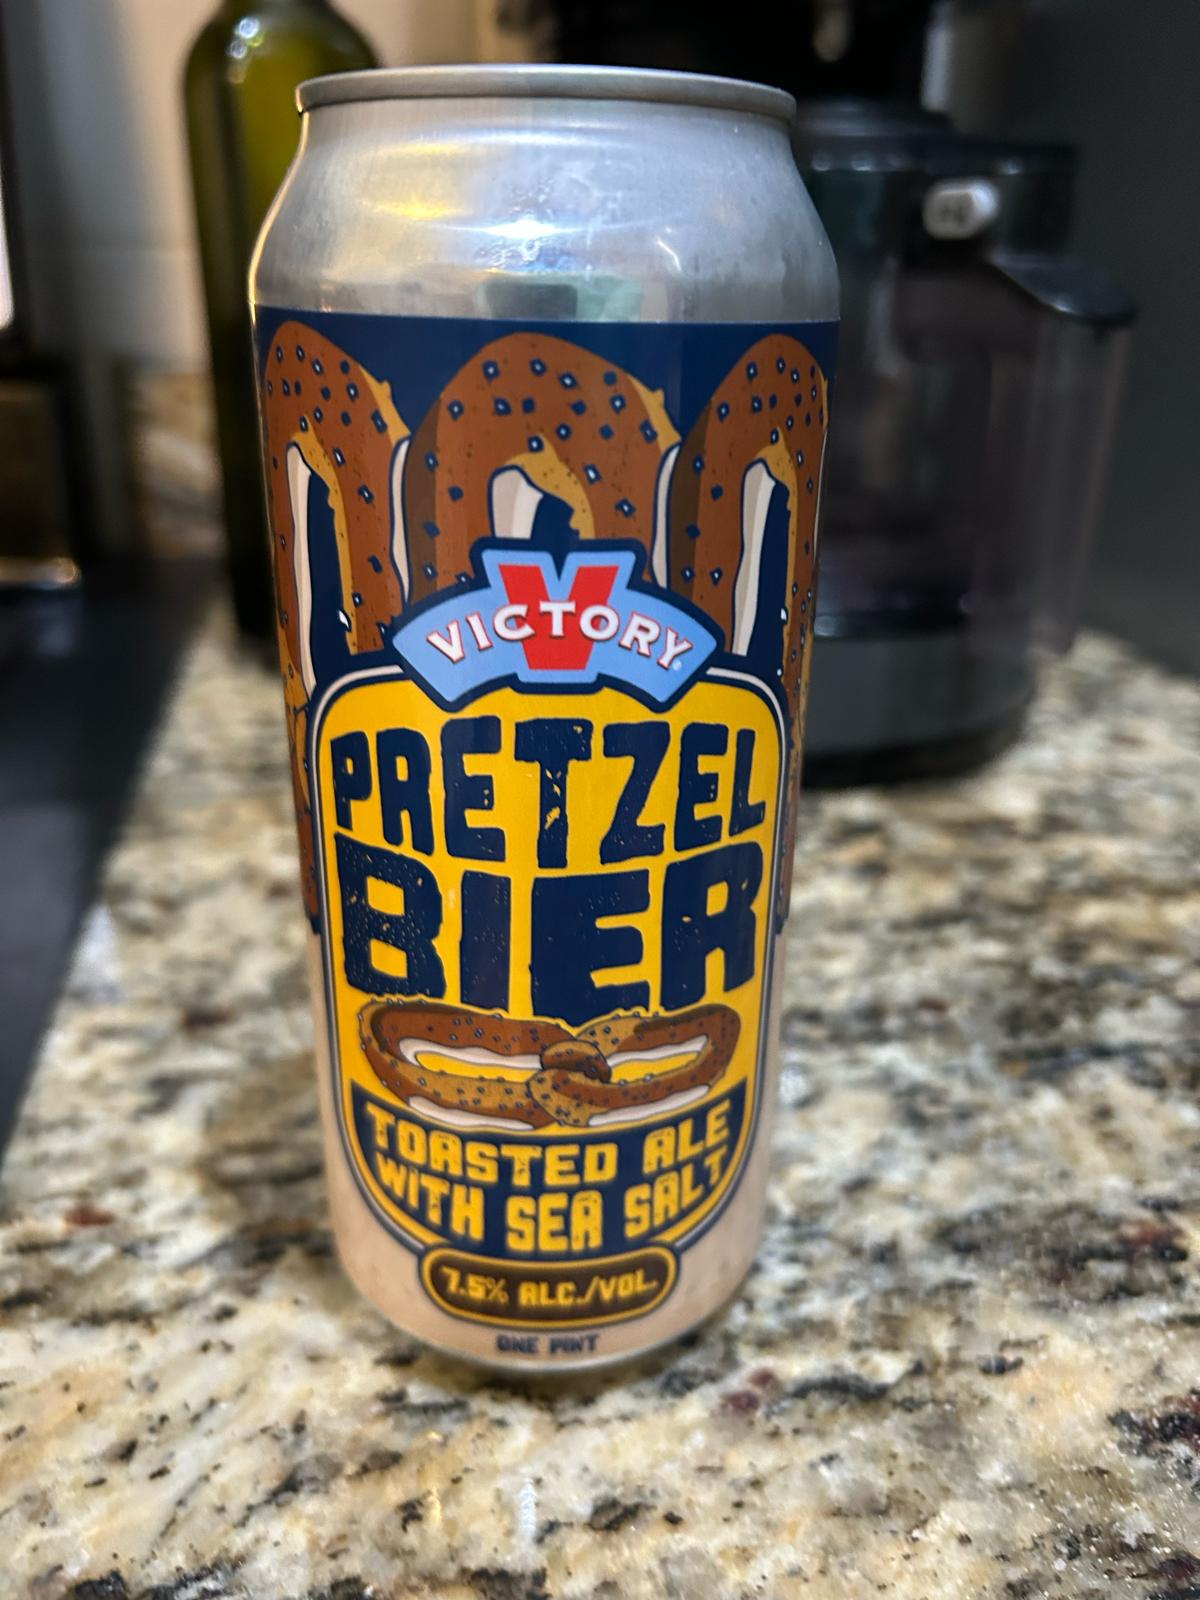 VICTORY
PRETZEL
BIER
TOASTED ALE
WITH SEA SALT
7.5% ALC./VOL.
ONE PINT